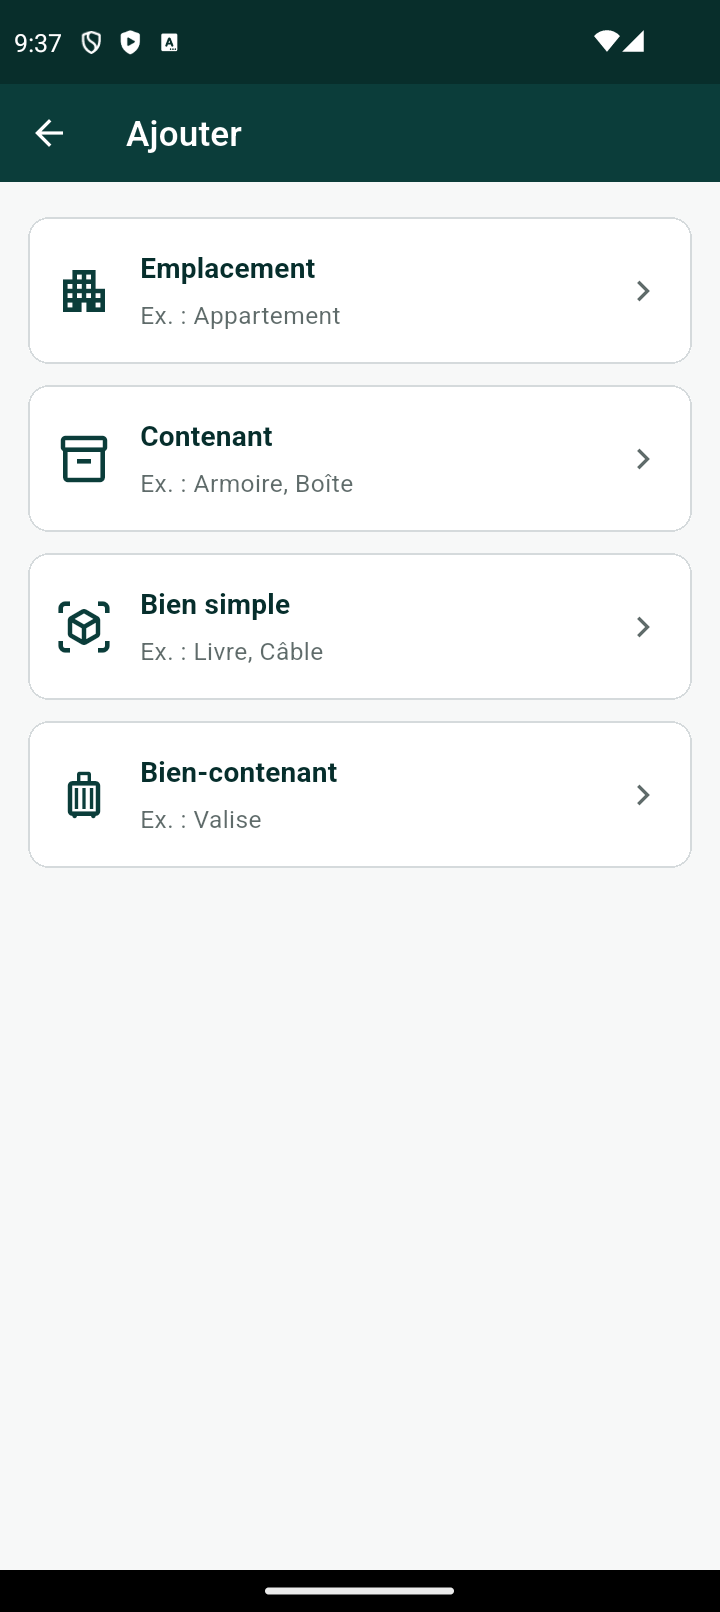 9:37
Ajouter
Emplacement
Ex. : Appartement
Contenant
Ex. : Armoire, Boîte
Bien simple
Ex. : Livre, Câble
Bien-contenant
Ex. : Valise